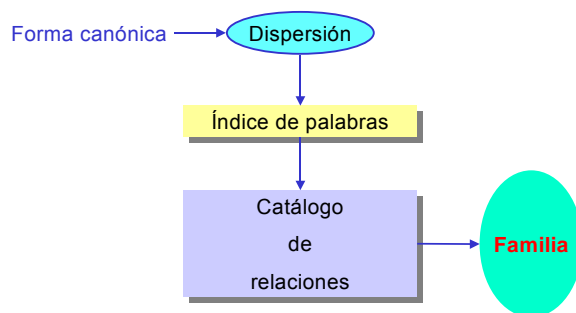 Forma canónica
Dispersión
Índice de palabras
Catálogo
de
relaciones
Familia